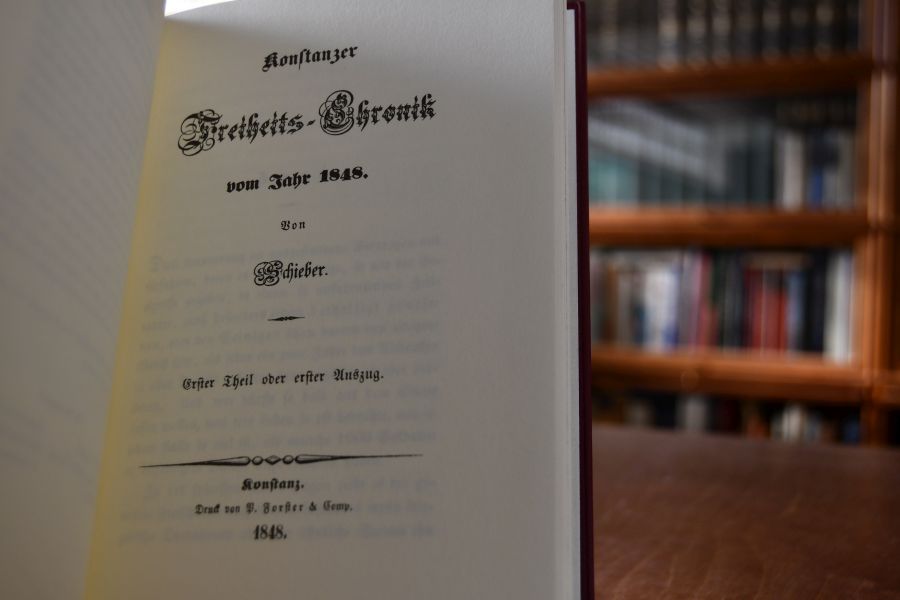 Konſtanzer
Freiheits-Chronik
vom Jahr 1848.
Von
Schieber.
Erſter Theil oder erſter Auszug.
Konſtanz.
Druck von P. Forſter & Comp.
1848.